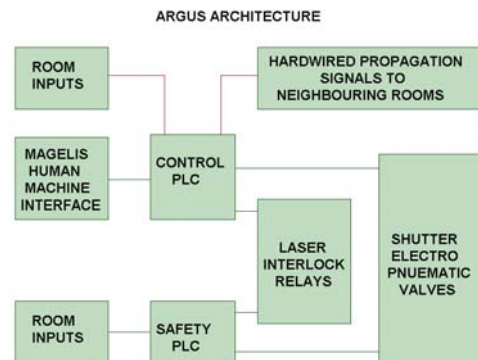 ARGUS ARCHITECTURE
ROOM
INPUTS
HARDWIRED PROPAGATION
SIGNALS TO
NEIGHBOURING ROOMS
MAGELIS
HUMAN
MACHINE
INTERFACE
CONTROL
PLC
LASER
INTERLOCK
RELAYS
SHUTTER
ELECTRO
PNUEMATIC
VALVES
ROOM
INPUTS
SAFETY
PLC